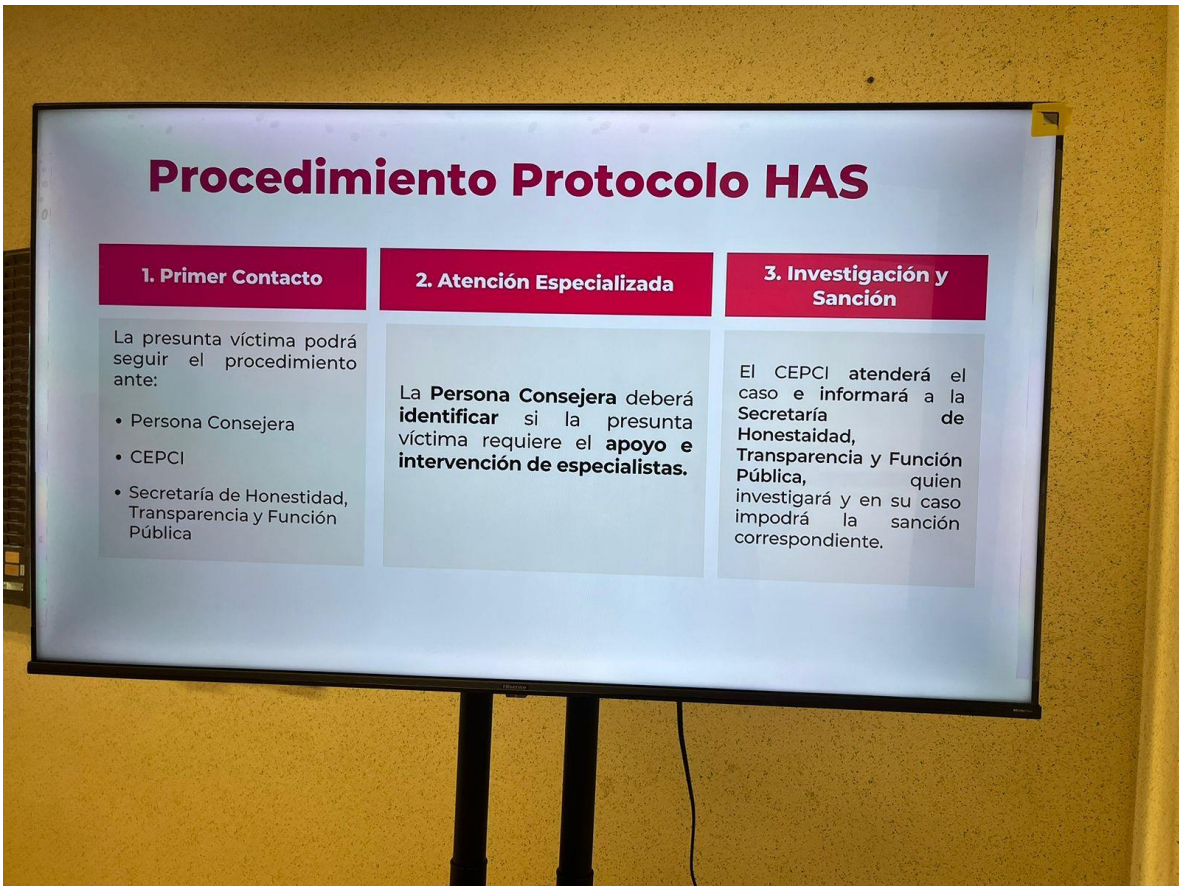 Procedimiento Protocolo HAS
1. Primer Contacto
La presunta víctima podrá
seguir el procedimiento
ante:
• Persona Consejera
• CEPCI
• Secretaría de Honestidad,
Transparencia y Función
Pública
2. Atención Especializada
La Persona Consejera deberá
identificar si la presunta
víctima requiere el apoyo e
intervención de especialistas.
3. Investigación y
Sanción
El CEPCI atenderá el
caso e informará a la
Secretaría de
Honestaidad,
Transparencia y Función
Pública, quien
investigará y en su caso
impodrá la sanción
correspondiente.
Hisense